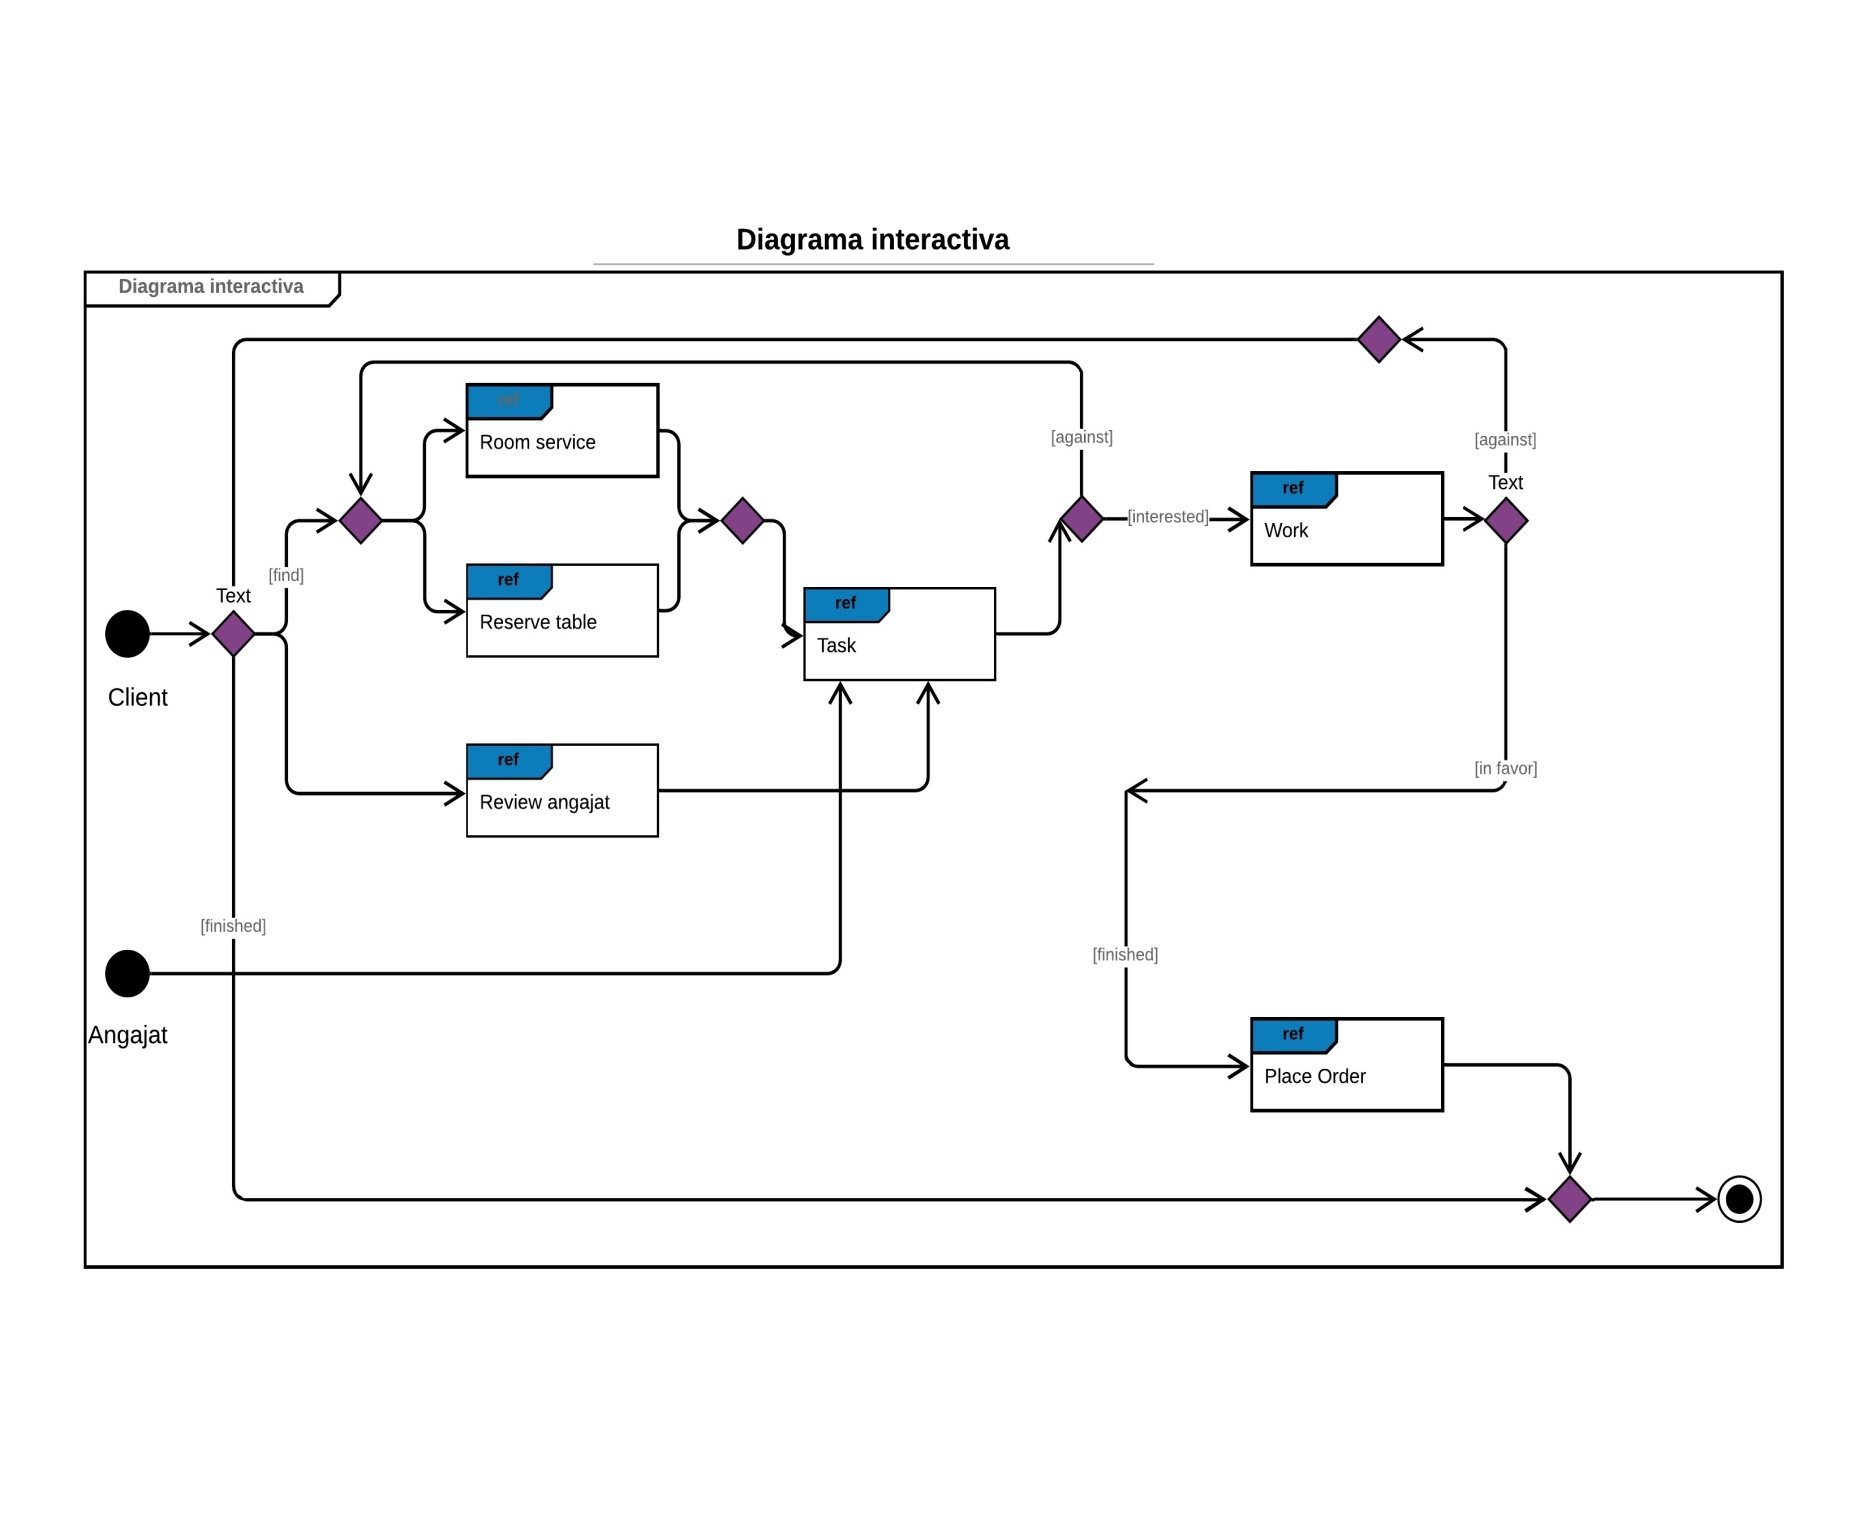 Diagrama interactiva
Diagrama interactiva
ref
Room service
[against]
[against]
ref
Work
Text
[interested]
[find]
ref
Reserve table
Text
ref
Task
Client
ref
Review angajat
[in favor]
[finished]
[finished]
Angajat
ref
Place Order